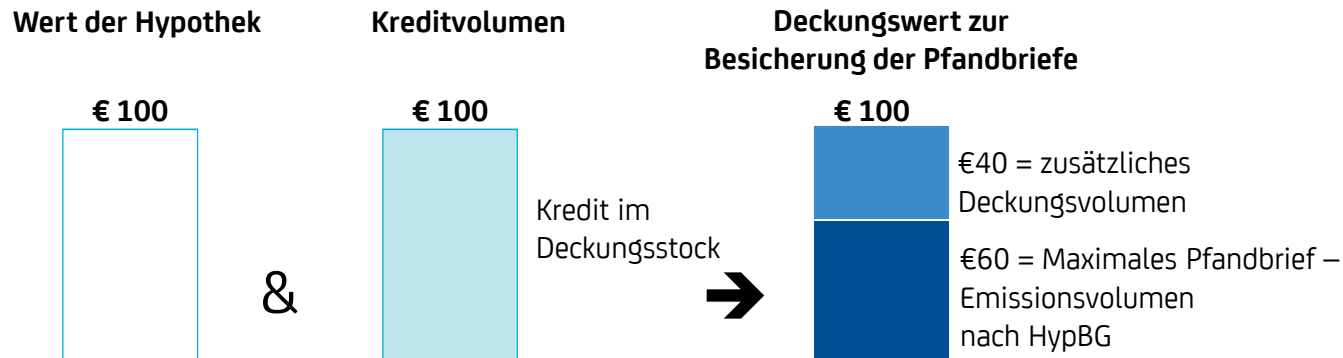 Wert der Hypothek
Kreditvolumen
Deckungswert zur
Besicherung der Pfandbriefe
€ 100
€ 100
€ 100
&
Kredit im
Deckungsstock
➔
€40 = zusätzliches
Deckungsvolumen
€60 = Maximales Pfandbrief –
Emissionsvolumen
nach HypBG